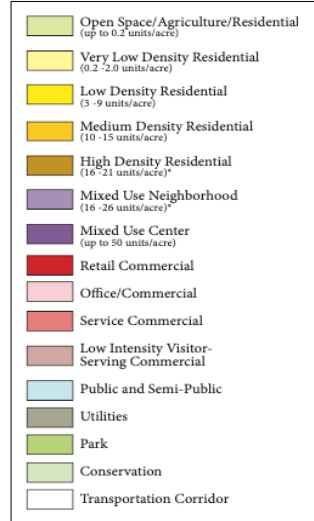 Open Space/Agriculture/Residential
(up to 0.2 units/acre)
Very Low Density Residential
(0.2 -2.0 units/acre)
Low Density Residential
(3 -9 units/acre)
Medium Density Residential
(10 -15 units/acre)
High Density Residential
(16 -21 units/acre)*
Mixed Use Neighborhood
(16 -26 units/acre)*
Mixed Use Center
(up to 50 units/acre)
Retail Commercial
Office/Commercial
Service Commercial
Low Intensity Visitor-
Serving Commercial
Public and Semi-Public
Utilities
Park
Conservation
Transportation Corridor